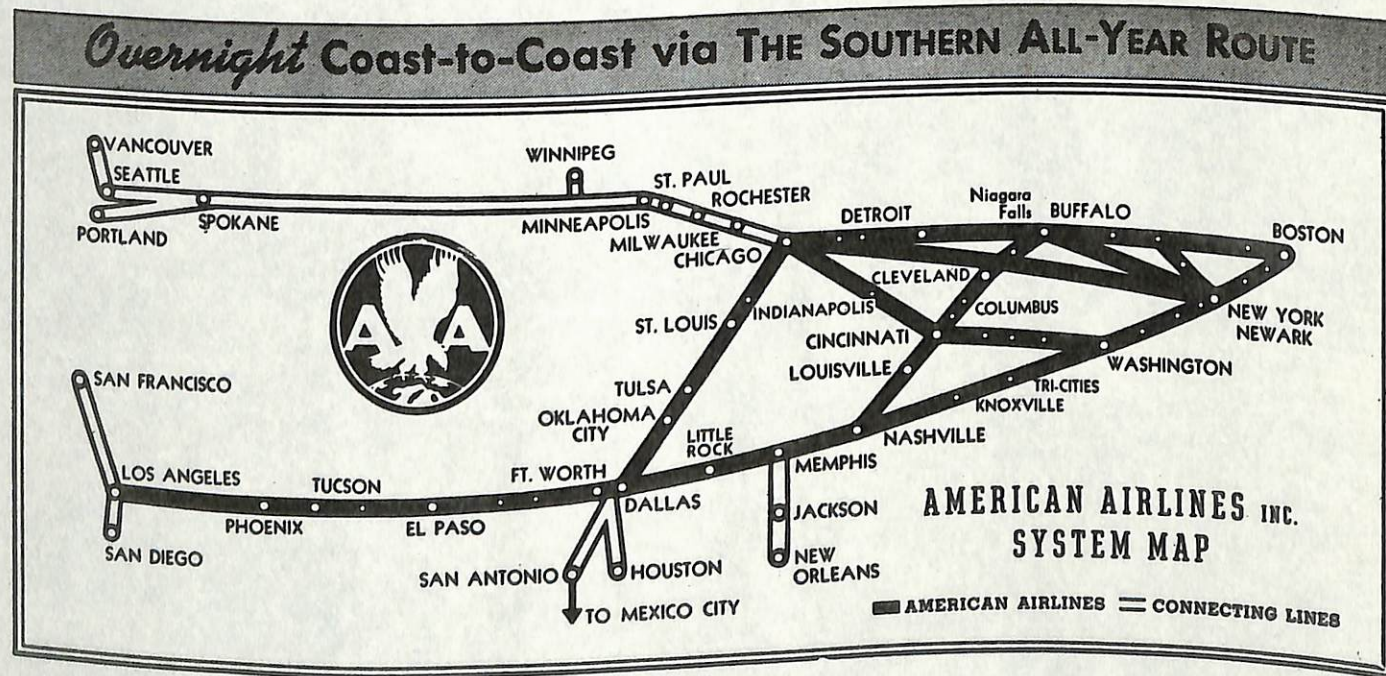 Overnight Coast-to-Coast via THE SOUTHERN ALL-YEAR ROUTE
VANCOUVER
SEATTLE
PORTLAND
SPOKANE
WINNIPEG
ST. PAUL
ROCHESTER
MINNEAPOLIS
MILWAUKEE
CHICAGO
DETROIT
Niagara
Falls
BUFFALO
BOSTON
CLEVELAND
INDIANAPOLIS
COLUMBUS
NEW YORK
NEWARK
ST. LOUIS
CINCINNATI
LOUISVILLE
WASHINGTON
A A
SAN FRANCISCO
TULSA
TRI-CITIES
KNOXVILLE
OKLAHOMA
CITY
LITTLE
ROCK
NASHVILLE
LOS ANGELES
TUCSON
FT. WORTH
MEMPHIS
PHOENIX
EL PASO
DALLAS
JACKSON
SAN DIEGO
SAN ANTONIO
HOUSTON
NEW
ORLEANS
TO MEXICO CITY
AMERICAN AIRLINES INC.
SYSTEM MAP
AMERICAN AIRLINES CONNECTING LINES